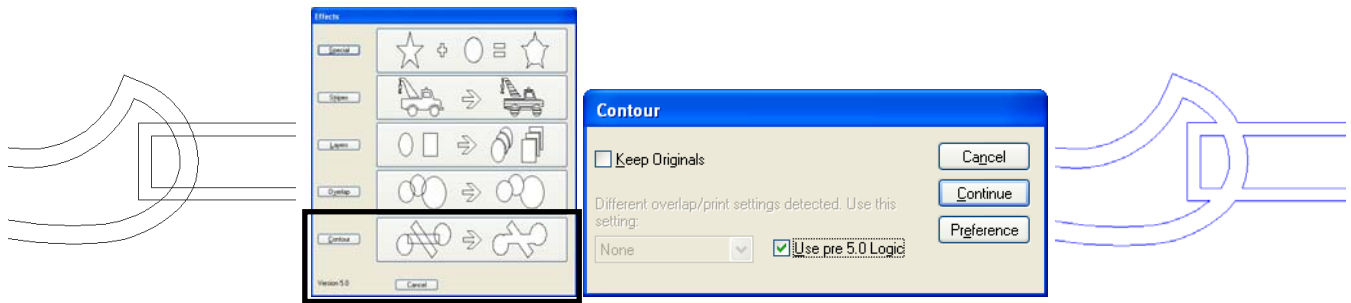 Effects
Special
Stripes
Layers
Overlap
Contour
Version 5.0
Cancel
Contour
Keep Originals
Different overlap/print settings detected. Use this
setting:
None
Use pre 5.0 Logic
Cancel
Continue
Preference